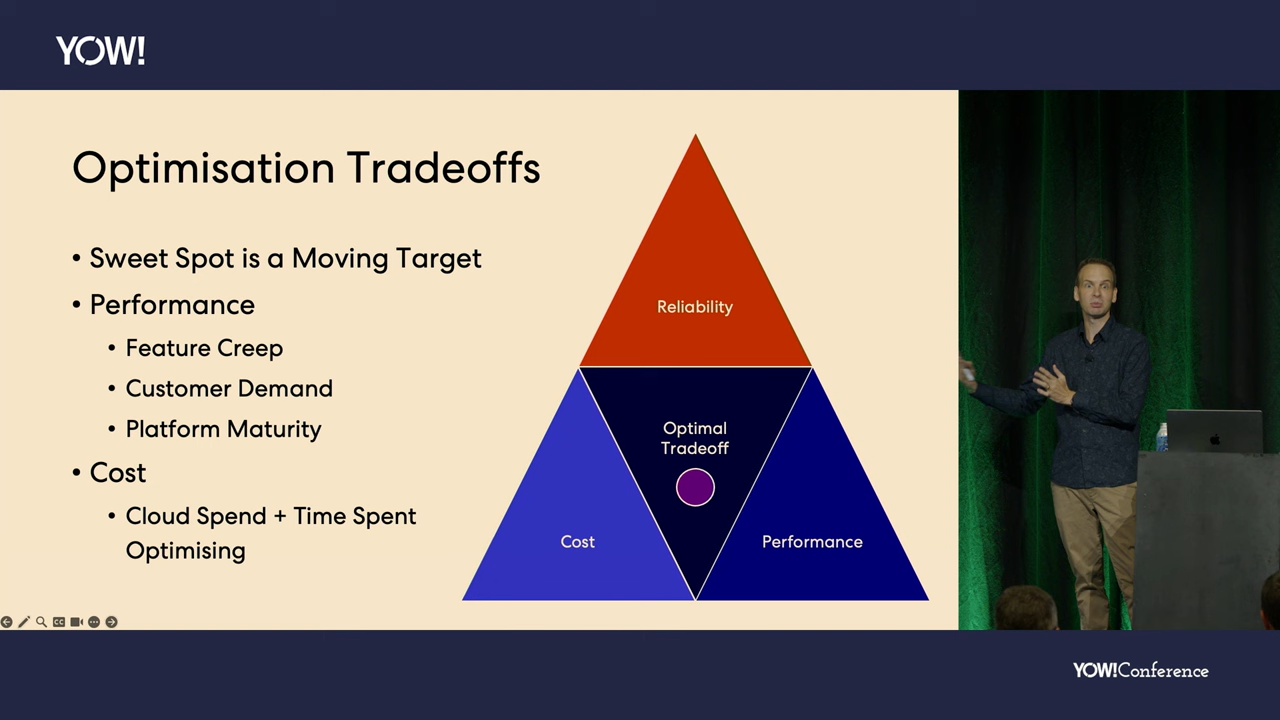 YOW!
Optimisation Tradeoffs
• Sweet Spot is a Moving Target
• Performance
• Feature Creep
• Customer Demand
• Platform Maturity
• Cost
• Cloud Spend + Time Spent
Optimising
Reliability
Optimal
Tradeoff
Cost
Performance
CC
YOW!Conference